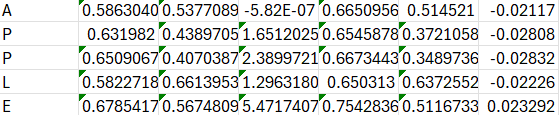 A 0.5863040 0.5377089 -5.82E-07 0.6650956 0.514521 -0.02117
P 0.631982 0.4389705 1.6512025 0.6545878 0.3721058 -0.02808
P 0.6509067 0.4070387 2.3899721 0.6673443 0.3489736 -0.02832
L 0.5822718 0.6613953 1.2963180 0.650313 0.6372552 -0.02226
E 0.6785417 0.5674809 5.4717407 0.7542836 0.5116733 0.023292